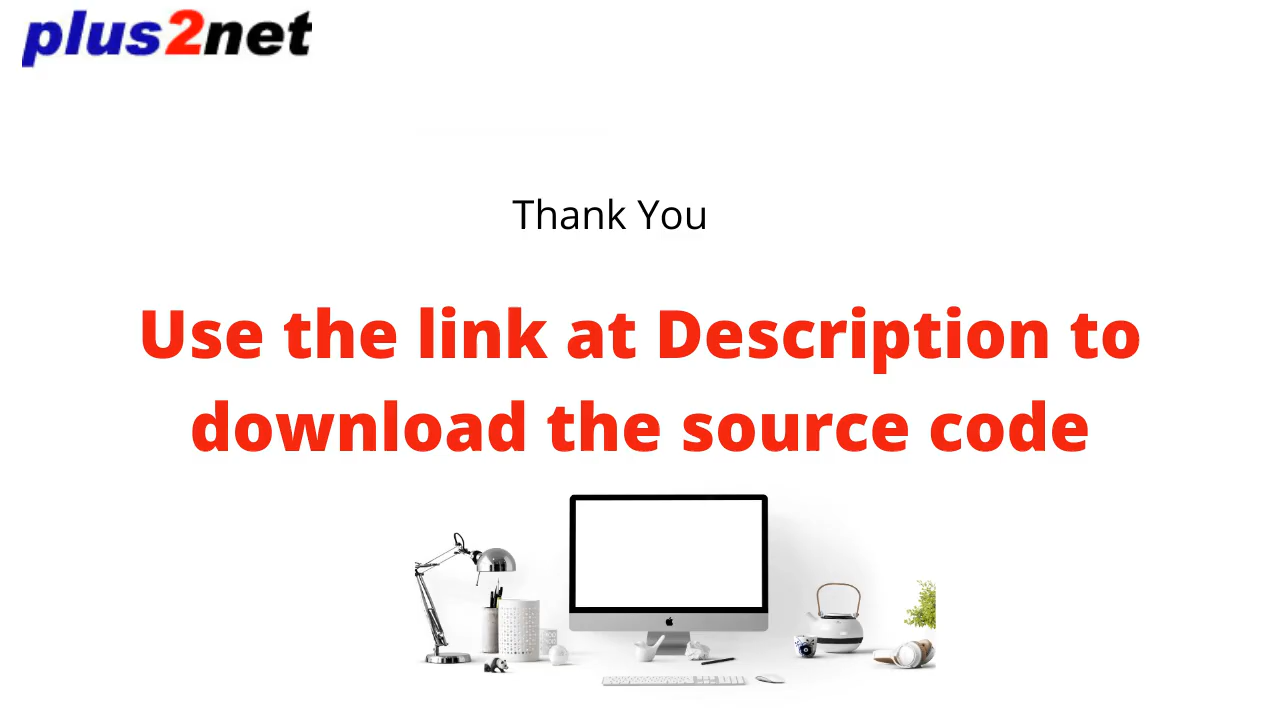 plus2net
Thank You
Use the link at Description to
download the source code